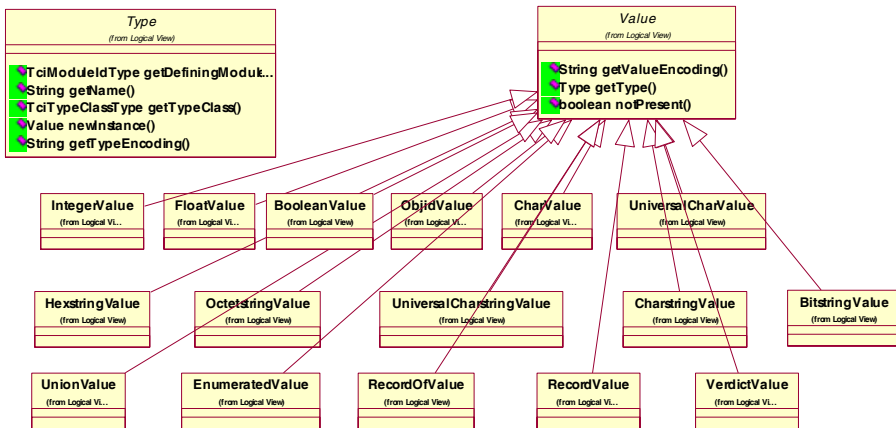 Type
(from Logical View)
TciModuleIdType getDefiningModul...
String getName()
TciTypeClassType getTypeClass()
Value newInstance()
String getTypeEncoding()
Value
(from Logical View)
String getValueEncoding()
Type getType()
boolean notPresent()
IntegerValue
(from Logical Vi...
FloatValue
(from Logical Vi...
BooleanValue
(from Logical View)
ObjidValue
(from Logical Vi...
CharValue
(from Logical Vi...
UniversalCharValue
(from Logical View)
HexstringValue
(from Logical View)
OctetstringValue
(from Logical View)
UniversalCharstringValue
(from Logical View)
CharstringValue
(from Logical View)
BitstringValue
(from Logical View)
UnionValue
(from Logical Vi...
EnumeratedValue
(from Logical View)
RecordOfValue
(from Logical View)
RecordValue
(from Logical Vi...
VerdictValue
(from Logical Vi...